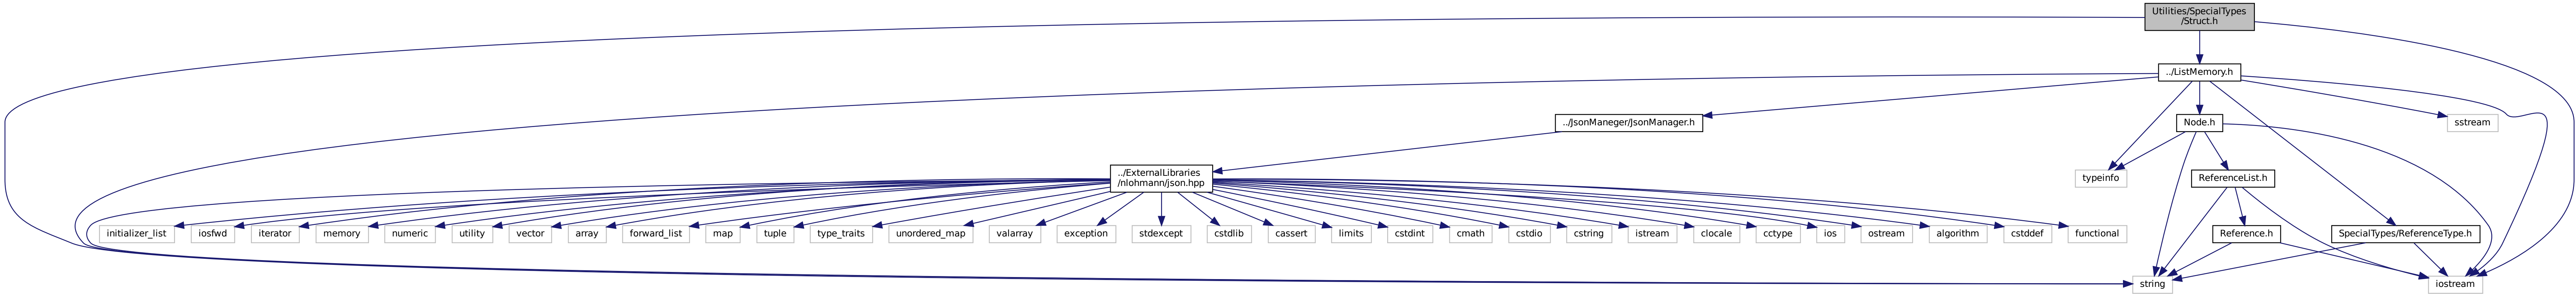 Utilities/SpecialTypes
/Struct.h
../ListMemory.h
../JsonManeger/JsonManager.h
Node.h
sstream
../ExternalLibraries
/nlohmann/json.hpp
typeinfo
ReferenceList.h
initializer_list
iosfwd
iterator
memory
numeric
utility
vector
array
forward_list
map
tuple
type_traits
unordered_map
valarray
exception
stdexcept
cstdlib
cassert
limits
cstdint
cmath
cstdio
cstring
istream
clocale
cctype
ios
ostream
algorithm
cstddef
functional
Reference.h
SpecialTypes/ReferenceType.h
string
iostream